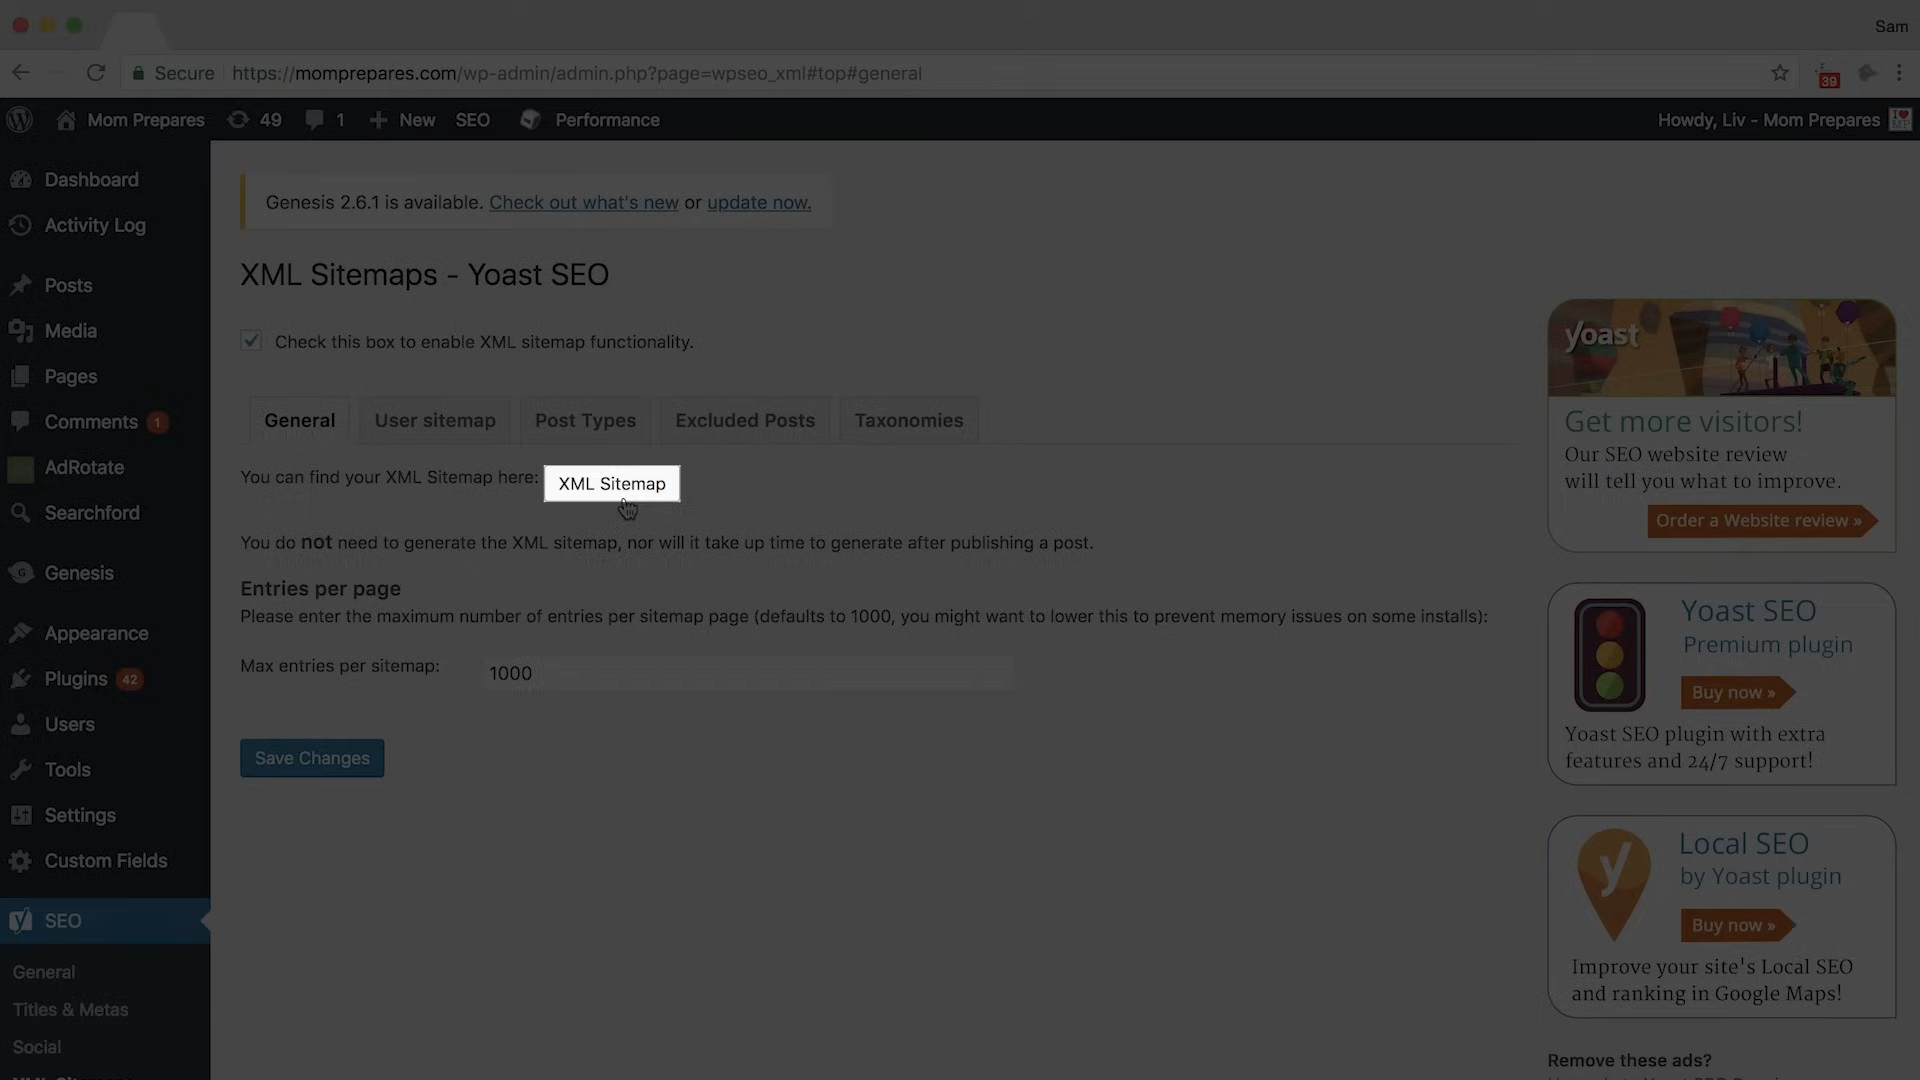 Sam
Secure https://momprepares.com/wp-admin/admin.php?page=wpseo_xml#top#general
39
Mom Prepares 49 1 New SEO Performance Howdy, Liv - Mom Prepares
Dashboard
Activity Log
Posts
Media
Pages
Comments 1
AdRotate
Searchford
Genesis
Appearance
Plugins 42
Users
Tools
Settings
Custom Fields
SEO
General
Titles & Metas
Social
Genesis 2.6.1 is available. Check out what's new or update now.
XML Sitemaps - Yoast SEO
Check this box to enable XML sitemap functionality.
General User sitemap Post Types Excluded Posts Taxonomies
You can find your XML Sitemap here: XML Sitemap
You do not need to generate the XML sitemap, nor will it take up time to generate after publishing a post.
Entries per page
Please enter the maximum number of entries per sitemap page (defaults to 1000, you might want to lower this to prevent memory issues on some installs):
Max entries per sitemap: 1000
Save Changes
yoast
Get more visitors!
Our SEO website review
will tell you what to improve.
Order a Website review »
Yoast SEO
Premium plugin
Buy now »
Yoast SEO plugin with extra
features and 24/7 support!
Local SEO
by Yoast plugin
Buy now »
Improve your site's Local SEO
and ranking in Google Maps!
Remove these ads?